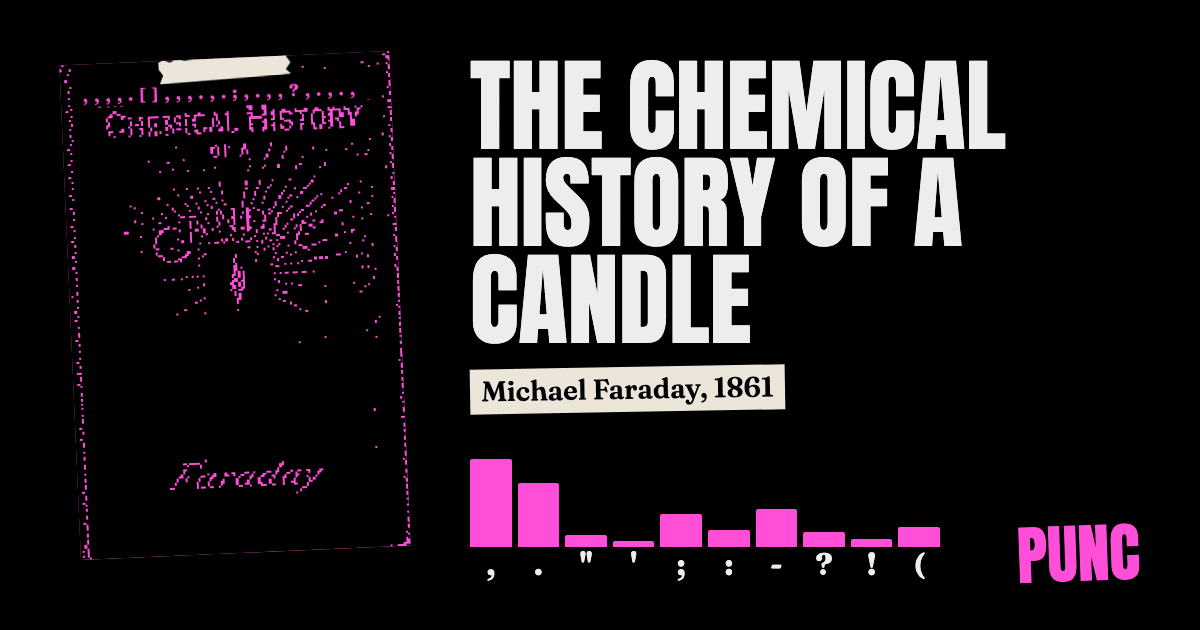 ,,,,.[],,,,.,;.,,?,.,.,
CHEMICAL HISTORY
OF A
CANDLE
Faraday
THE CHEMICAL
HISTORY OF A
CANDLE
Michael Faraday, 1861
, . " ' ; : - ? ! (
PUNC